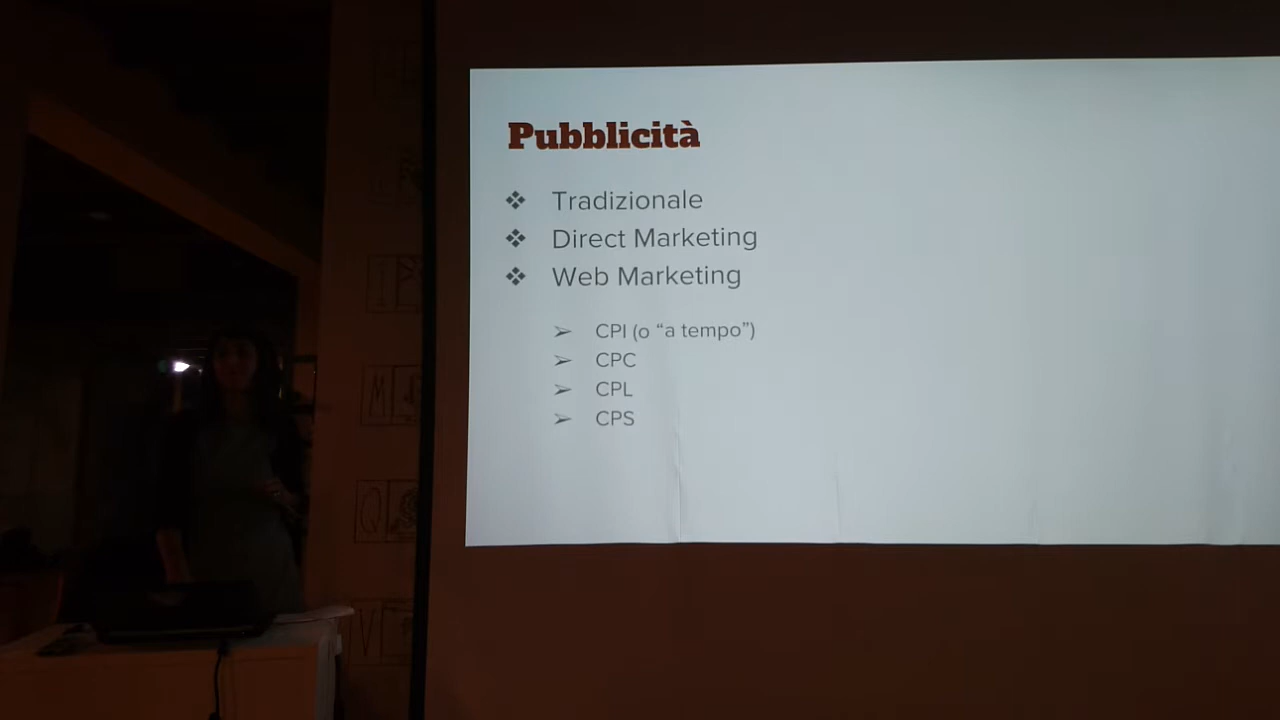 Pubblicità
❖ Tradizionale
❖ Direct Marketing
❖ Web Marketing
➢ CPI (o “a tempo”)
➢ CPC
➢ CPL
➢ CPS
M
Q
V